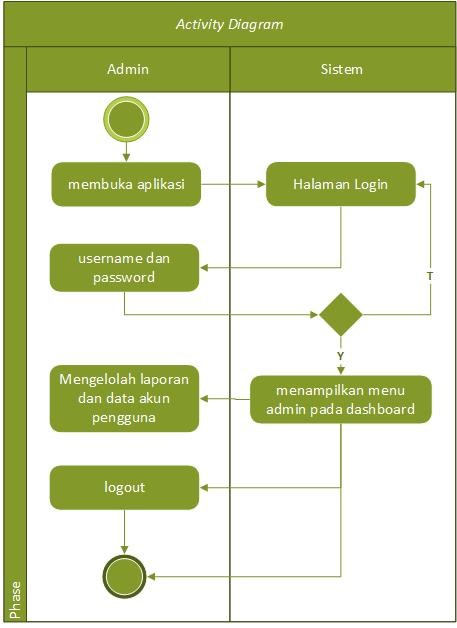 Activity Diagram
Admin
Sistem
membuka aplikasi
Halaman Login
username dan
password
T
Y
Mengelolah laporan
dan data akun
pengguna
menampilkan menu
admin pada dashboard
logout
Phase